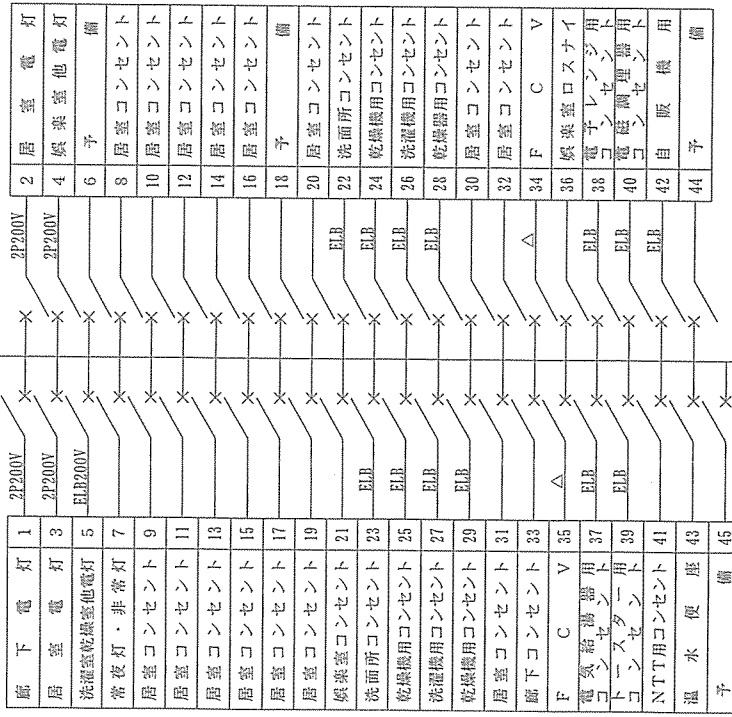 廊下電灯 1 2P200V
居室電灯 3 2P200V
洗濯室乾燥室他電灯 5 ELB200V
常夜灯・非常灯 7
居室コンセント 9
居室コンセント 11
居室コンセント 13
居室コンセント 15
居室コンセント 17
居室コンセント 19
娯楽室コンセント 21
洗面所コンセント 23 ELB
乾燥機用コンセント 25 ELB
洗濯機用コンセント 27 ELB
乾燥機用コンセント 29 ELB
居室コンセント 31
廊下コンセント 33
FCV 35 △
電気給湯器用
コンセント 37 ELB
トースター用
コンセント 39 ELB
NTT用コンセント 41
温水便座 43
予備 45
2P200V 2 居室電灯
2P200V 4 娯楽室他電灯
6 予備
8 居室コンセント
10 居室コンセント
12 居室コンセント
14 居室コンセント
16 居室コンセント
18 予備
20 居室コンセント
ELB 22 洗面所コンセント
ELB 24 乾燥機用コンセント
ELB 26 洗濯機用コンセント
ELB 28 乾燥器用コンセント
30 居室コンセント
32 居室コンセント
△ 34 FCV
36 娯楽室ロスナイ
ELB 38 電子レンジ用
コンセント
ELB 40 電磁調理器用
コンセント
ELB 42 自販機用
44 予備